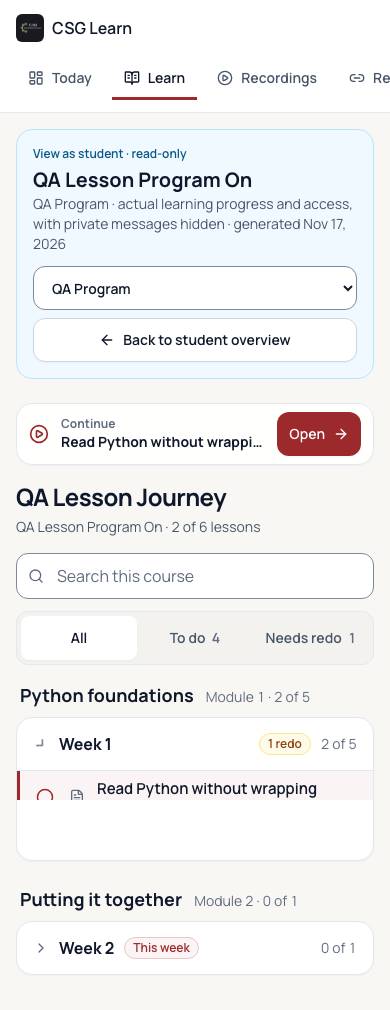 CSG Learn
Today
Learn
Recordings
Re
View as student · read-only
QA Lesson Program On
QA Program · actual learning progress and access,
with private messages hidden · generated Nov 17,
2026
QA Program
Back to student overview
Continue
Read Python without wrappi…
Open
QA Lesson Journey
QA Lesson Program On · 2 of 6 lessons
Search this course
All
To do 4
Needs redo 1
Python foundations Module 1 · 2 of 5
Week 1
1 redo
2 of 5
Read Python without wrapping
Putting it together Module 2 · 0 of 1
Week 2
This week
0 of 1